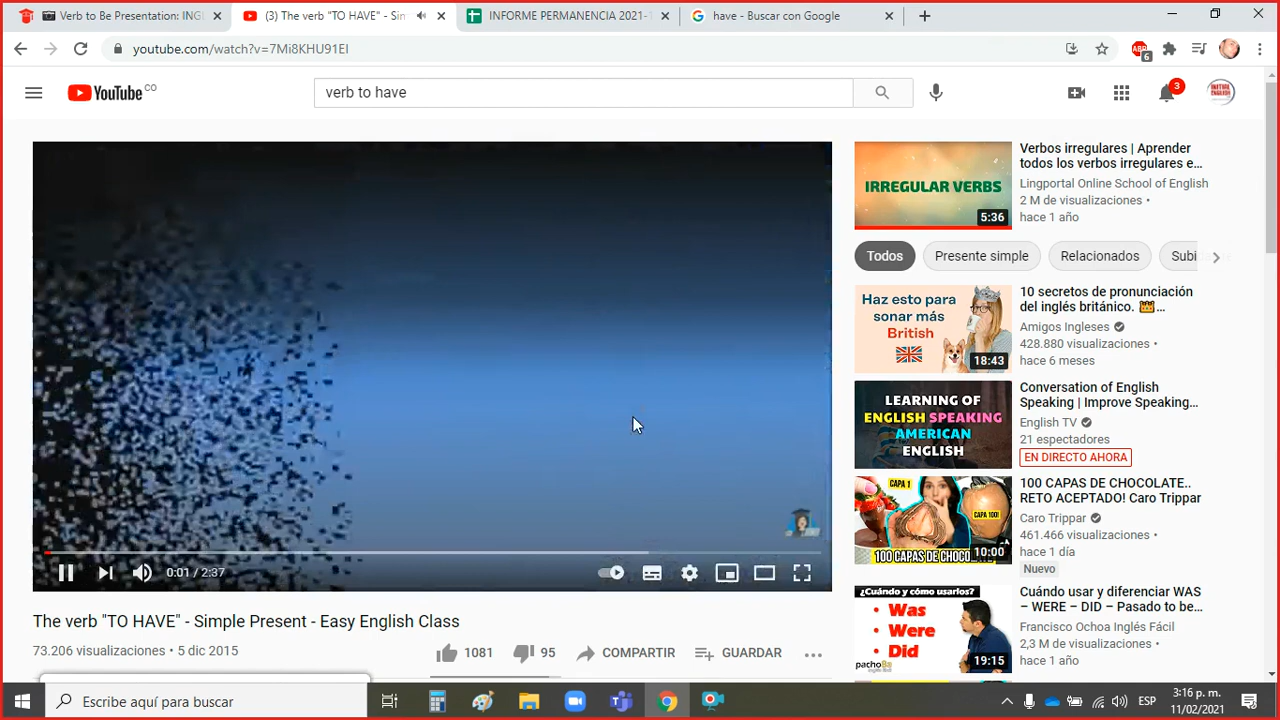 Verb to Be Presentation: INGL
(3) The verb "TO HAVE" - Sin
INFORME PERMANENCIA 2021-1
have - Buscar con Google
youtube.com/watch?v=7Mi8KHU91EI
6
YouTube CO
verb to have
3
Verbos irregulares | Aprender
todos los verbos irregulares e...
Lingportal Online School of English
2 M de visualizaciones •
hace 1 año
IRREGULAR VERBS
5:36
Todos
Presente simple
Relacionados
Subi
Haz esto para
sonar más
British
18:43
10 secretos de pronunciación
del inglés británico. 👑...
Amigos Ingleses
428.880 visualizaciones •
hace 6 meses
LEARNING OF
ENGLISH SPEAKING
AMERICAN
ENGLISH
Conversation of English
Speaking | Improve Speaking...
English TV
21 espectadores
EN DIRECTO AHORA
CAPA 1
CAPA 100!
100 CAPAS DE CHOCOLATE
10:00
100 CAPAS DE CHOCOLATE..
RETO ACEPTADO! Caro Trippar
Caro Trippar
461.466 visualizaciones •
hace 1 día
Nuevo
¿Cuándo y cómo usarlos?
• Was
• Were
• Did
pacho8a
19:15
Cuándo usar y diferenciar WAS
– WERE – DID – Pasado to be...
Francisco Ochoa Inglés Fácil
2,3 M de visualizaciones •
hace 1 año
0:01 / 2:37
The verb "TO HAVE" - Simple Present - Easy English Class
73.206 visualizaciones • 5 dic 2015
1081
95
COMPARTIR
GUARDAR
Escribe aquí para buscar
ESP
3:16 p. m.
11/02/2021